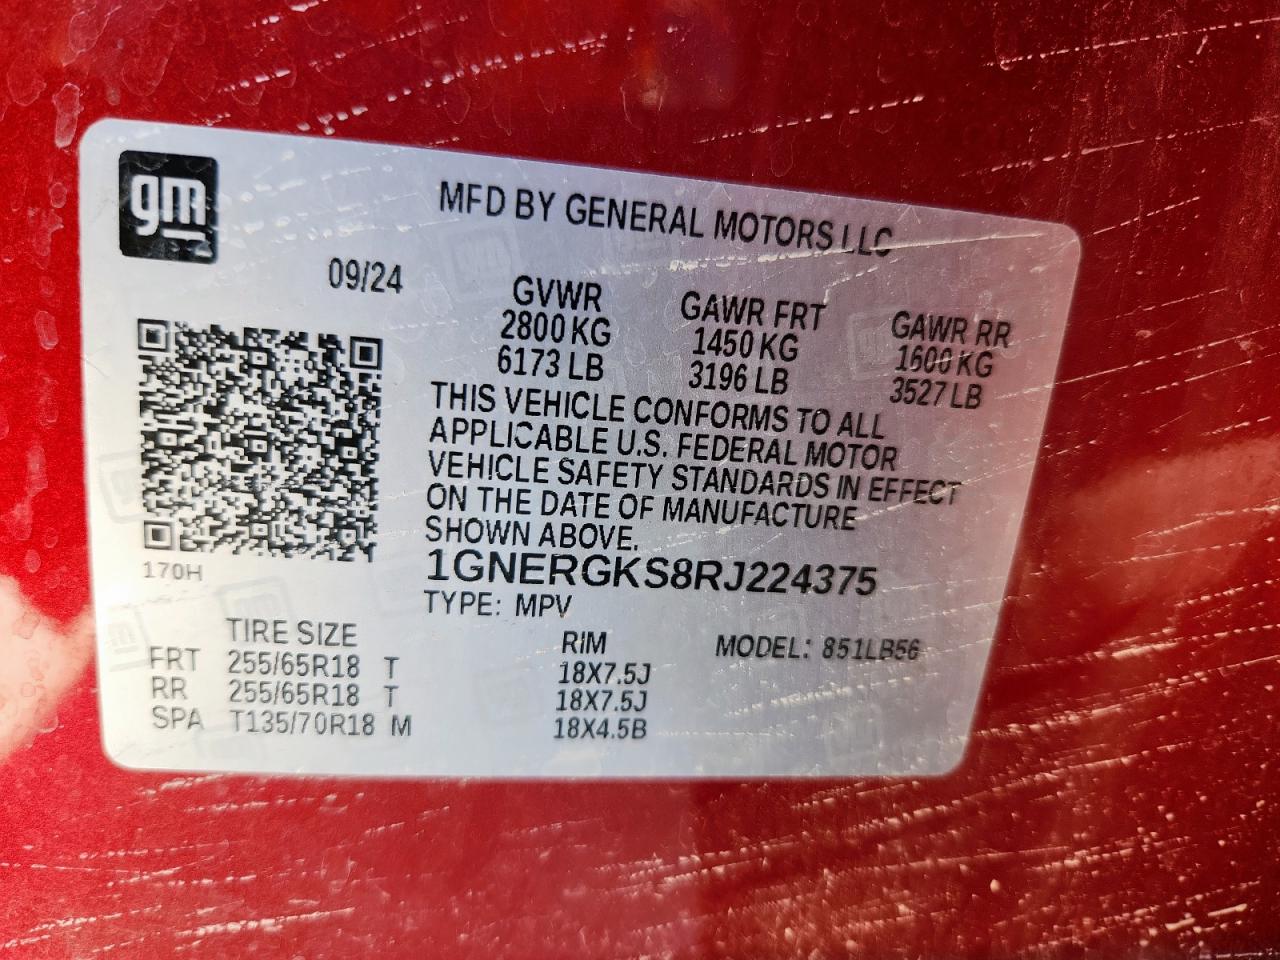 gm
MFD BY GENERAL MOTORS LLC
09/24
GVWR GAWR FRT GAWR RR
2800 KG 1450 KG 1600 KG
6173 LB 3196 LB 3527 LB
THIS VEHICLE CONFORMS TO ALL
APPLICABLE U.S. FEDERAL MOTOR
VEHICLE SAFETY STANDARDS IN EFFECT
ON THE DATE OF MANUFACTURE
SHOWN ABOVE.
170H
1GNERGKS8RJ224375
TYPE: MPV
TIRE SIZE RIM MODEL: 851LB56
FRT 255/65R18 T 18X7.5J
RR 255/65R18 T 18X7.5J
SPA T135/70R18 M 18X4.5B